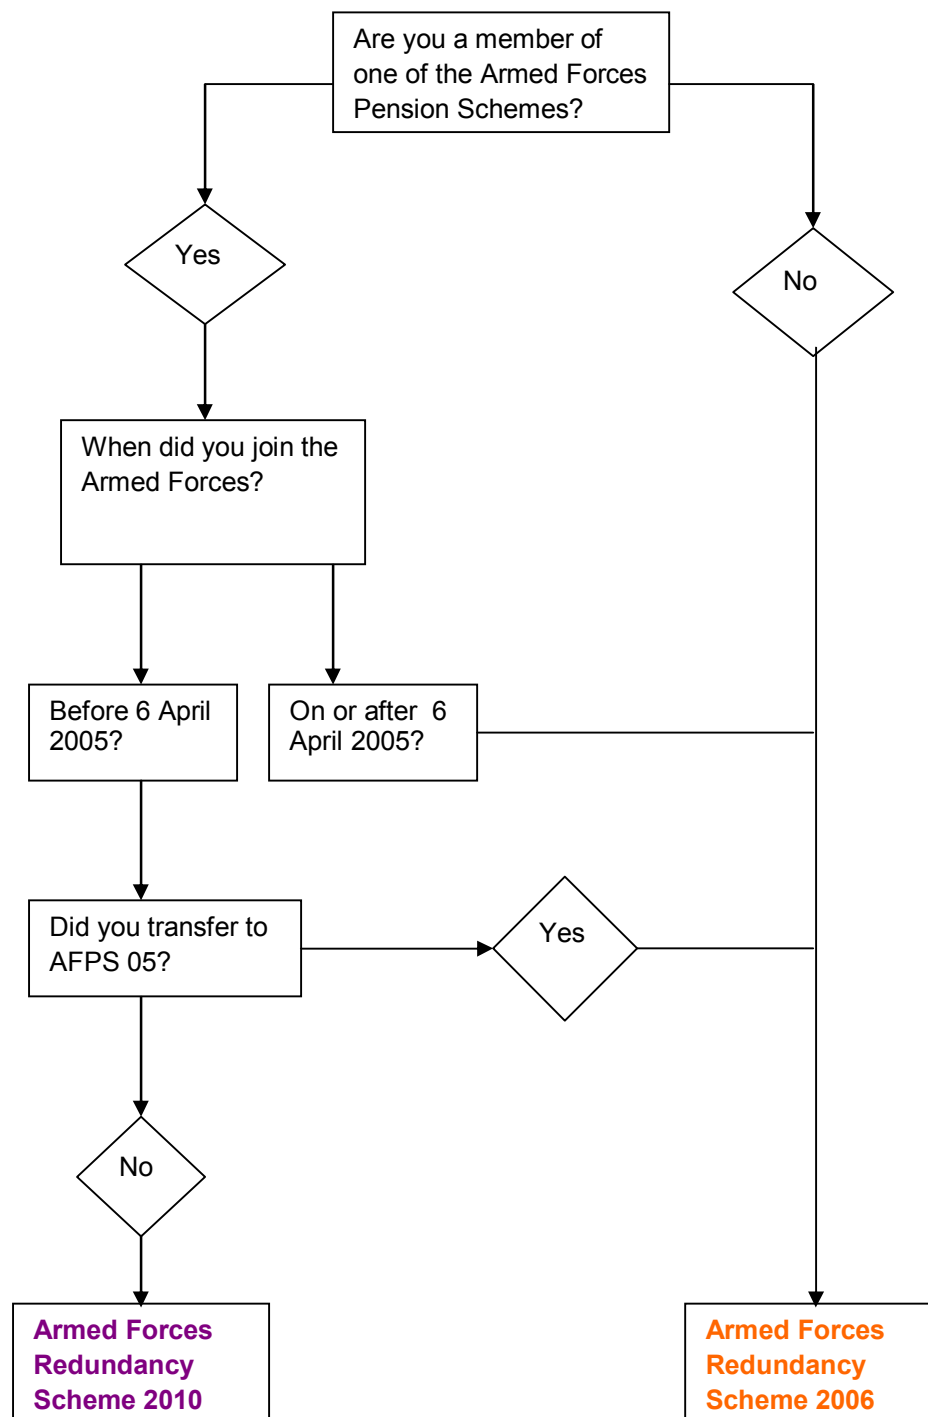 Are you a member of
one of the Armed Forces
Pension Schemes?
Yes
No
When did you join the
Armed Forces?
Before 6 April
2005?
On or after 6
April 2005?
Did you transfer to
AFPS 05?
Yes
No
Armed Forces
Redundancy
Scheme 2010
Armed Forces
Redundancy
Scheme 2006